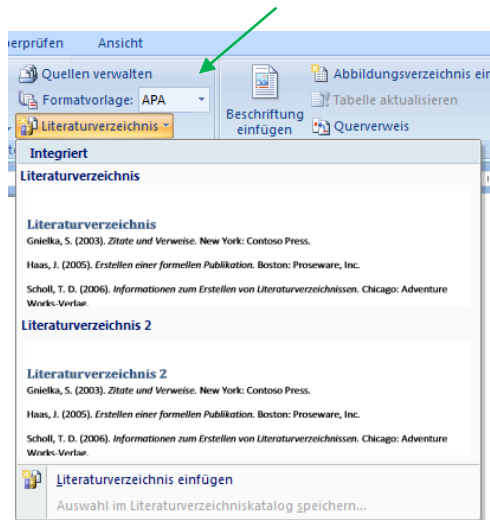 erprüfen Ansicht
Quellen verwalten
Formatvorlage: APA
Literaturverzeichnis
Beschriftung
einfügen
Abbildungsverzeichnis ei
Tabelle aktualisieren
Querverweis
Integriert
Literaturverzeichnis
Literaturverzeichnis
Gnielka, S. (2003). Zitate und Verweise. New York: Contoso Press.
Haas, J. (2005). Erstellen einer formellen Publikation. Boston: Proseware, Inc.
Scholl, T. D. (2006). Informationen zum Erstellen von Literaturverzeichnissen. Chicago: Adventure
Works-Verlag.
Literaturverzeichnis 2
Literaturverzeichnis 2
Gnielka, S. (2003). Zitate und Verweise. New York: Contoso Press.
Haas, J. (2005). Erstellen einer formellen Publikation. Boston: Proseware, Inc.
Scholl, T. D. (2006). Informationen zum Erstellen von Literaturverzeichnissen. Chicago: Adventure
Works-Verlag.
Literaturverzeichnis einfügen
Auswahl im Literaturverzeichniskatalog speichern...